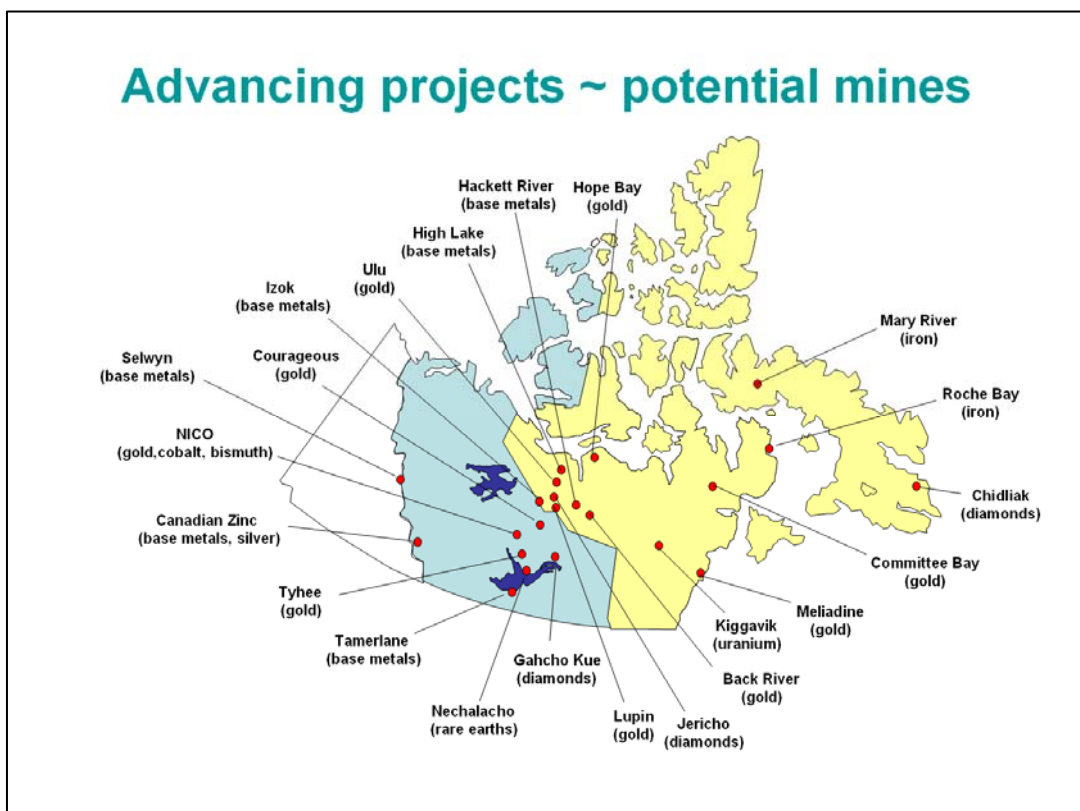 Advancing projects ~ potential mines
Hackett River
(base metals)
Hope Bay
(gold)
High Lake
(base metals)
Ulu
(gold)
Izok
(base metals)
Courageous
(gold)
Selwyn
(base metals)
NICO
(gold,cobalt, bismuth)
Canadian Zinc
(base metals, silver)
Tyhee
(gold)
Tamerlane
(base metals)
Nechalacho
(rare earths)
Gahcho Kue
(diamonds)
Lupin
(gold)
Jericho
(diamonds)
Back River
(gold)
Kiggavik
(uranium)
Meliadine
(gold)
Committee Bay
(gold)
Chidliak
(diamonds)
Roche Bay
(iron)
Mary River
(iron)